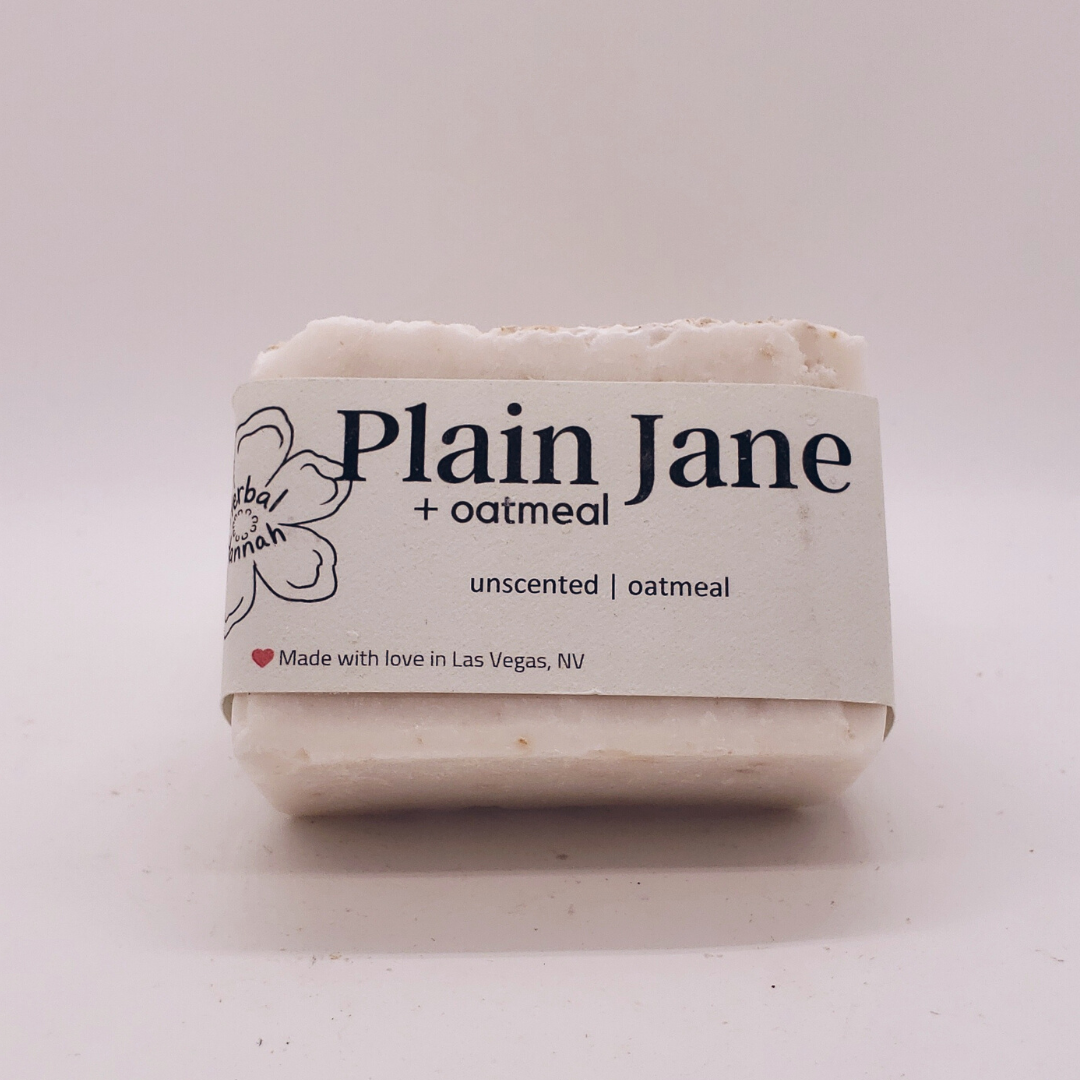 Plain Jane
+ oatmeal
unscented | oatmeal
Made with love in Las Vegas, NV